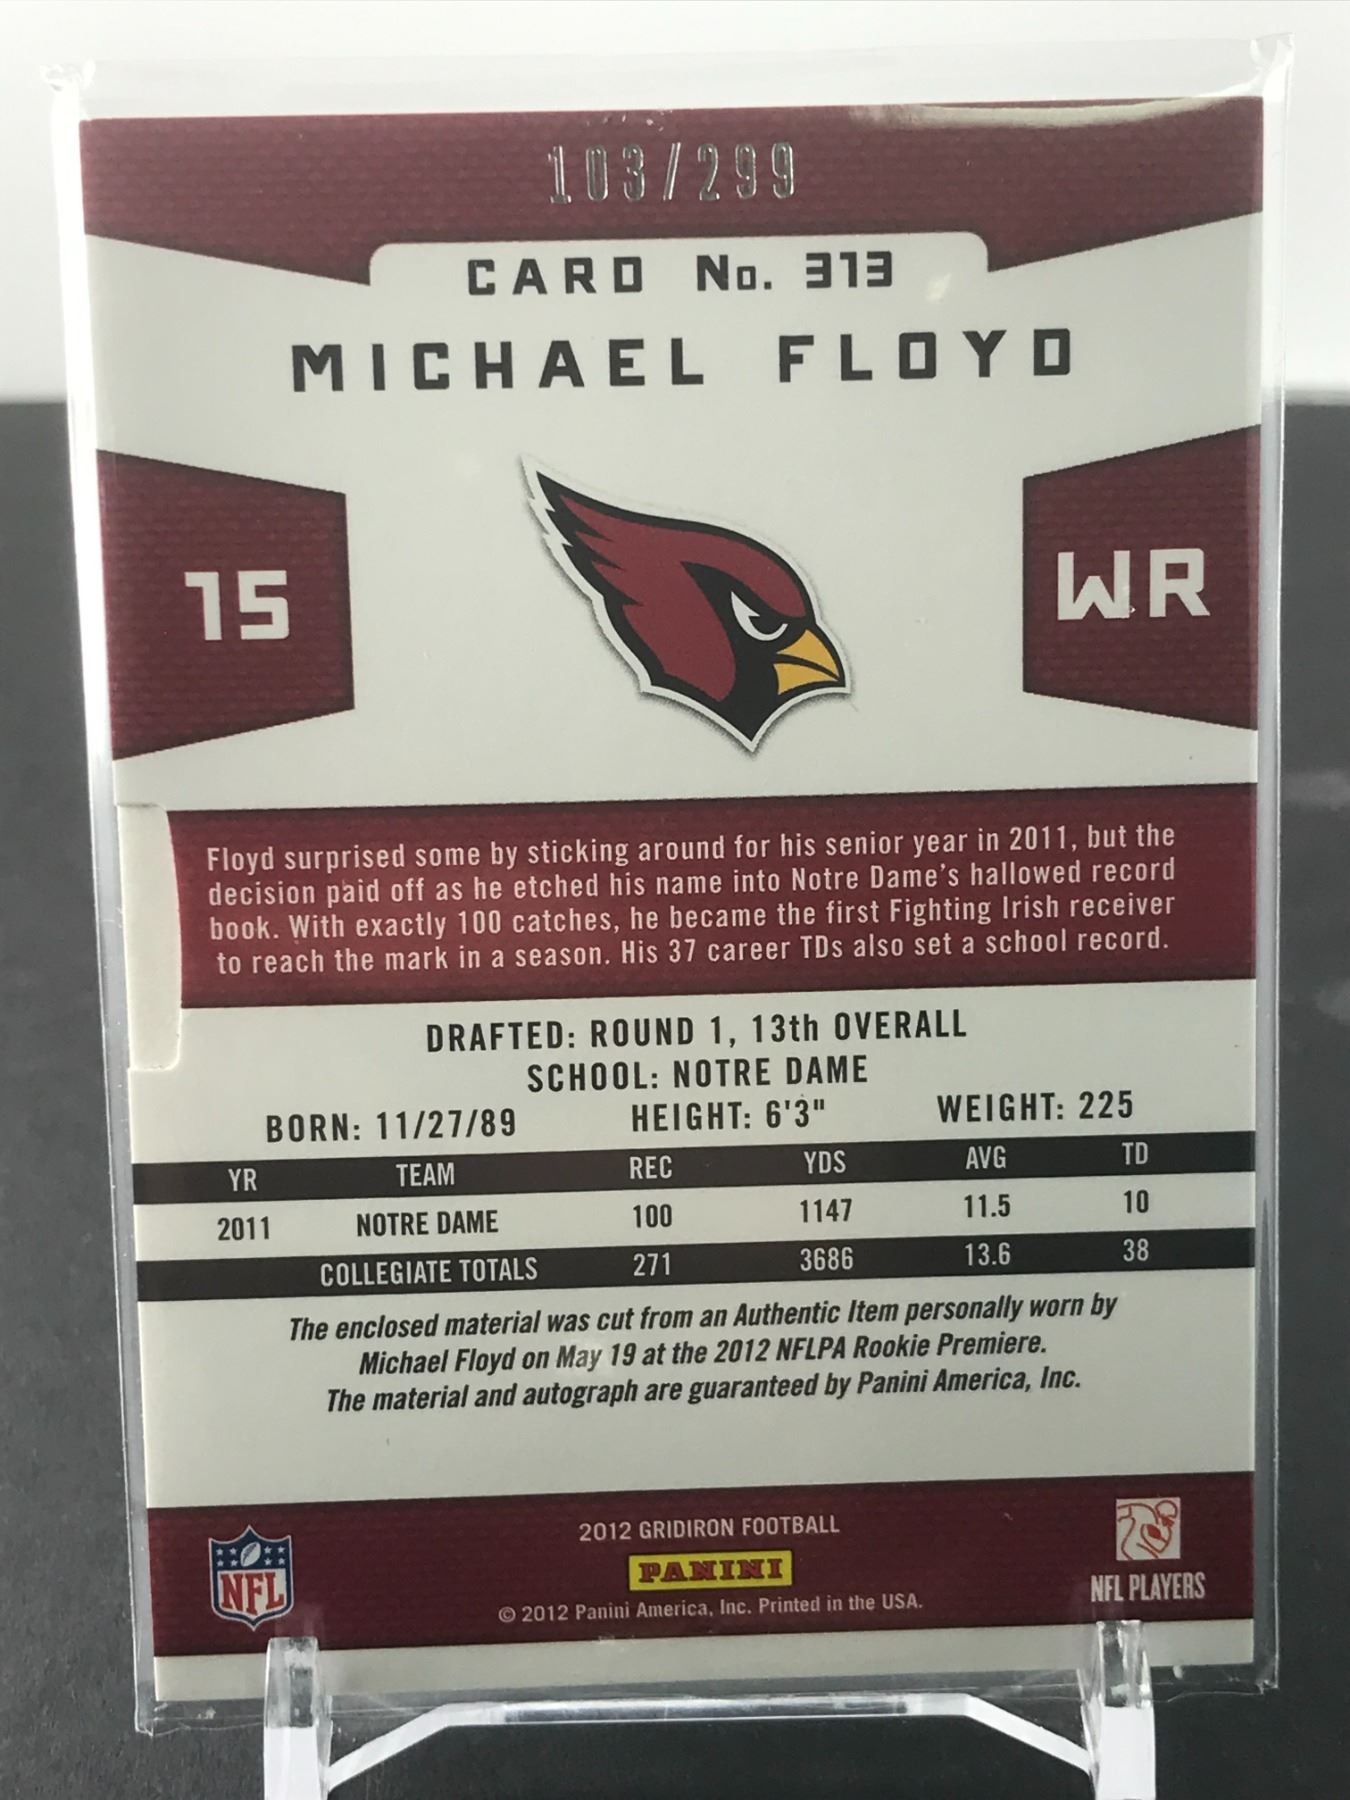 103/299
CARD No. 313
MICHAEL FLOYD
15
WR
Floyd surprised some by sticking around for his senior year in 2011, but the
decision paid off as he etched his name into Notre Dame's hallowed record
book. With exactly 100 catches, he became the first Fighting Irish receiver
to reach the mark in a season. His 37 career TDs also set a school record.
DRAFTED: ROUND 1, 13th OVERALL
SCHOOL: NOTRE DAME
BORN: 11/27/89 HEIGHT: 6'3" WEIGHT: 225
YR TEAM REC YDS AVG TD
2011 NOTRE DAME 100 1147 11.5 10
COLLEGIATE TOTALS 271 3686 13.6 38
The enclosed material was cut from an Authentic Item personally worn by
Michael Floyd on May 19 at the 2012 NFLPA Rookie Premiere.
The material and autograph are guaranteed by Panini America, Inc.
2012 GRIDIRON FOOTBALL
PANINI
© 2012 Panini America, Inc. Printed in the USA.
NFL
NFL PLAYERS